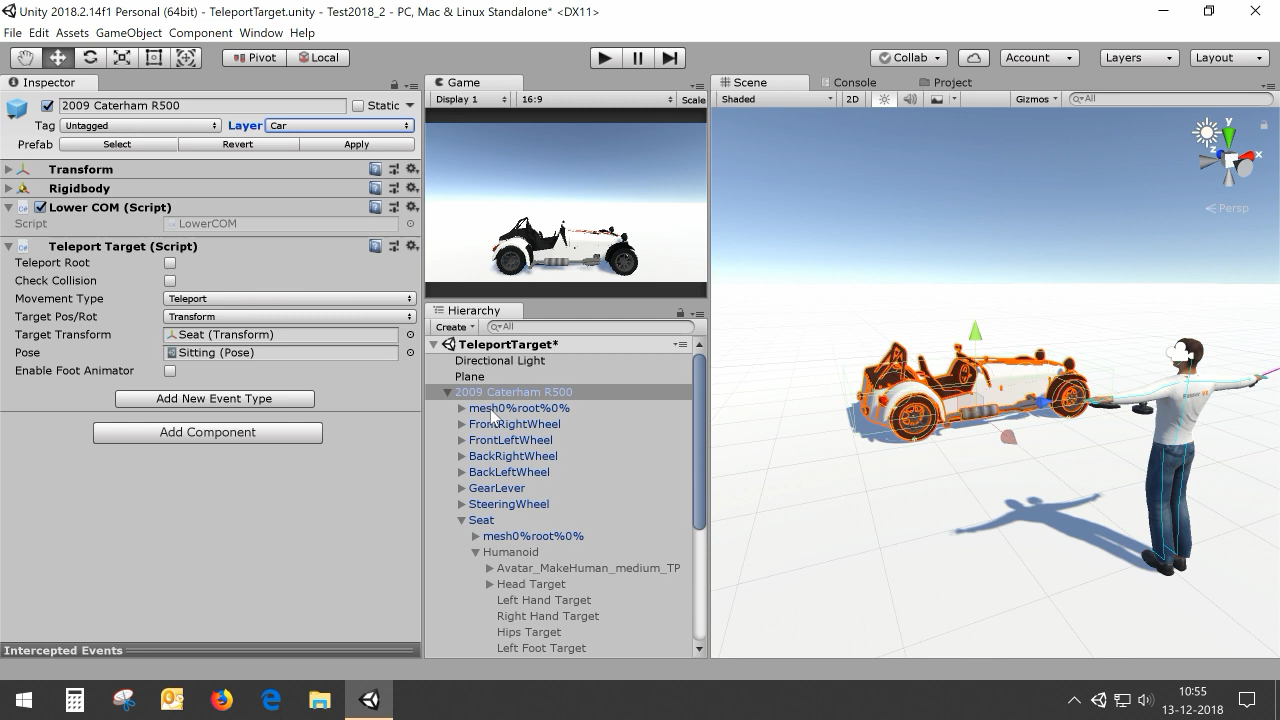 Unity 2018.2.14f1 Personal (64bit) - TeleportTarget.unity - Test2018_2 - PC, Mac & Linux Standalone* <DX11>
File Edit Assets GameObject Component Window Help
Pivot Local Collab Account Layers Layout
Inspector
2009 Caterham R500 Static
Tag Untagged Layer Car
Prefab Select Revert Apply
Transform
Rigidbody
Lower COM (Script)
Script LowerCOM
Teleport Target (Script)
Teleport Root
Check Collision
Movement Type Teleport
Target Pos/Rot Transform
Target Transform Seat (Transform)
Pose Sitting (Pose)
Enable Foot Animator
Add New Event Type
Add Component
Intercepted Events
Game
Display 1 16:9 Scale
Hierarchy
Create All
TeleportTarget*
Directional Light
Plane
2009 Caterham R500
mesh0%root%0%
FrontRightWheel
FrontLeftWheel
BackRightWheel
BackLeftWheel
GearLever
SteeringWheel
Seat
mesh0%root%0%
Humanoid
Avatar_MakeHuman_medium_TP
Head Target
Left Hand Target
Right Hand Target
Hips Target
Left Foot Target
Scene Console Project
Shaded 2D Gizmos All
y
z x
Persp
10:55
13-12-2018